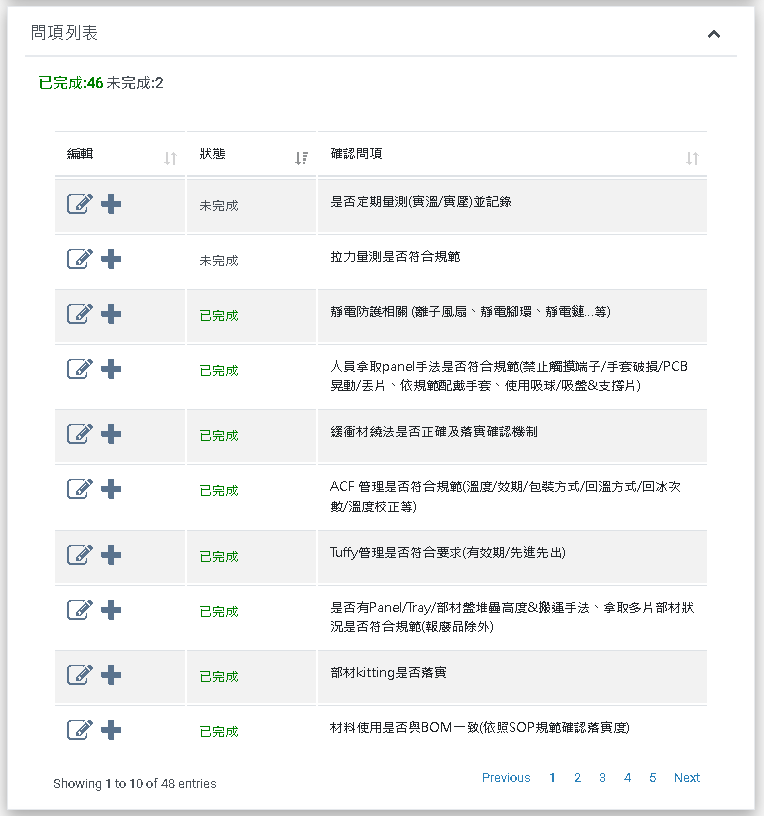 問項列表
已完成:46 未完成:2
編輯 狀態 確認問項
未完成 是否定期量測(實溫/實壓)並記錄
未完成 拉力量測是否符合規範
已完成 靜電防護相關 (離子風扇、靜電腳環、靜電鏈...等)
已完成 人員拿取panel手法是否符合規範(禁止觸摸端子/手套破損/PCB
晃動/丟片、依規範配戴手套、使用吸球/吸盤&支撐片)
已完成 緩衝材繞法是否正確及落實確認機制
已完成 ACF 管理是否符合規範(溫度/效期/包裝方式/回溫方式/回冰次
數/溫度校正等)
已完成 Tuffy管理是否符合要求(有效期/先進先出)
已完成 是否有Panel/Tray/部材盤堆疊高度&搬運手法、拿取多片部材狀
況是否符合規範(報廢品除外)
已完成 部材kitting是否落實
已完成 材料使用是否與BOM一致(依照SOP規範確認落實度)
Showing 1 to 10 of 48 entries Previous 1 2 3 4 5 Next